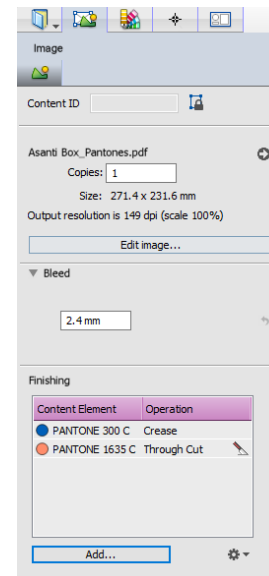 Image
Content ID
Asanti Box_Pantones.pdf
Copies: 1
Size: 271.4 x 231.6 mm
Output resolution is 149 dpi (scale 100%)
Edit image...
Bleed
2.4 mm
Finishing
Content Element Operation
PANTONE 300 C Crease
PANTONE 1635 C Through Cut
Add...